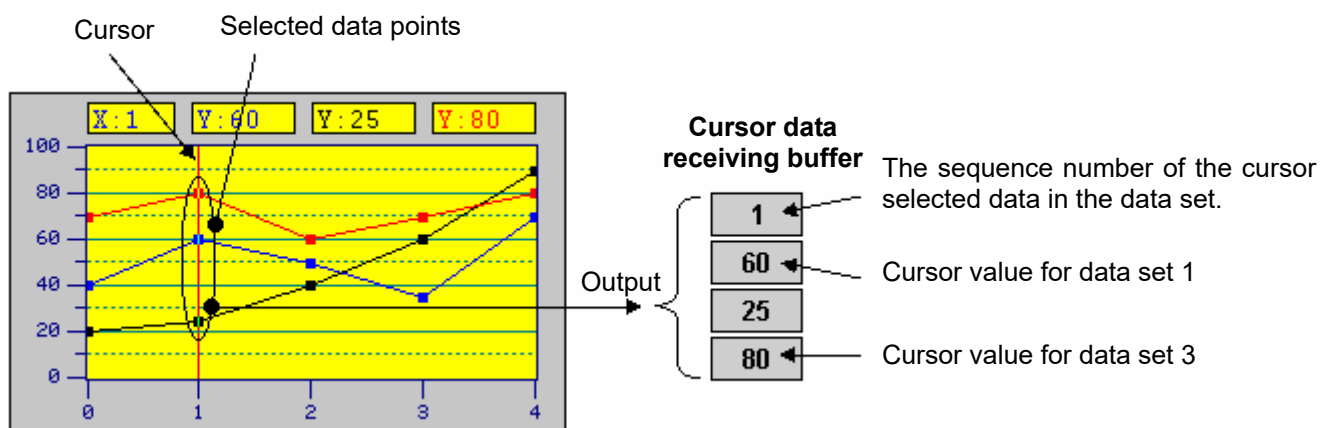 Cursor
Selected data points
X:1
Y:60
Y:25
Y:80
100
80
60
40
20
0
0
1
2
3
4
Output
Cursor data
receiving buffer
1
60
25
80
The sequence number of the cursor
selected data in the data set.
Cursor value for data set 1
Cursor value for data set 3